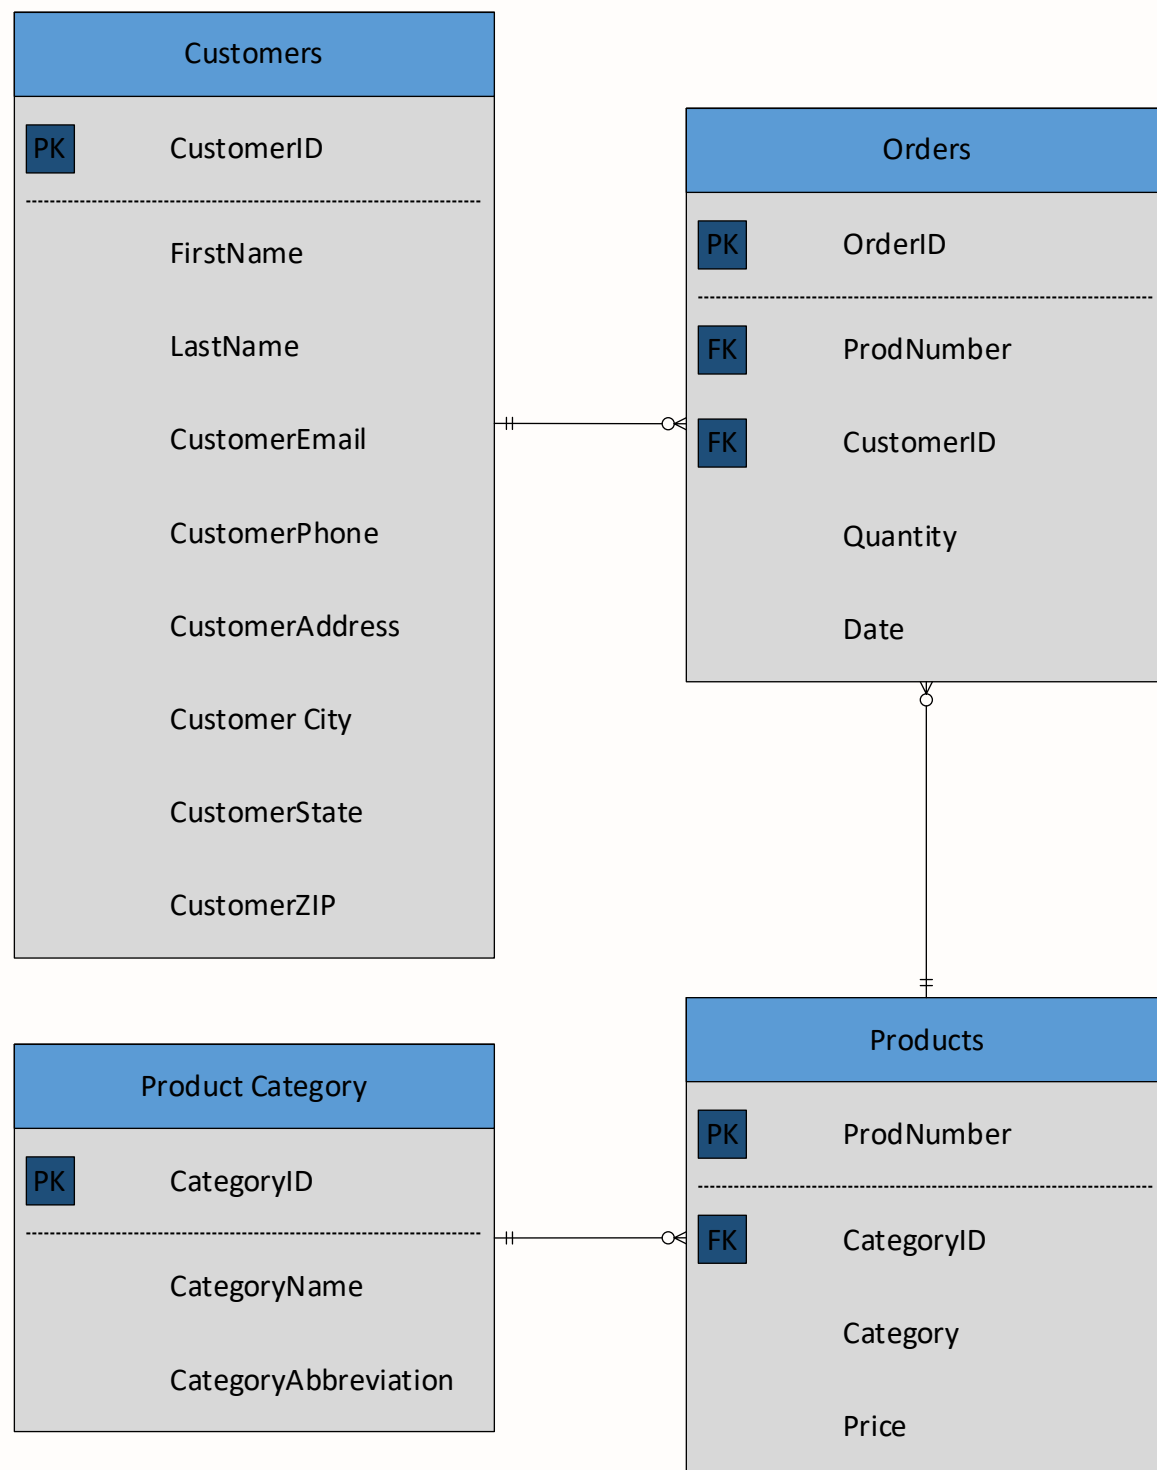 Customers
PK CustomerID
FirstName
LastName
CustomerEmail
CustomerPhone
CustomerAddress
Customer City
CustomerState
CustomerZIP
Orders
PK OrderID
FK ProdNumber
FK CustomerID
Quantity
Date
Product Category
PK CategoryID
CategoryName
CategoryAbbreviation
Products
PK ProdNumber
FK CategoryID
Category
Price